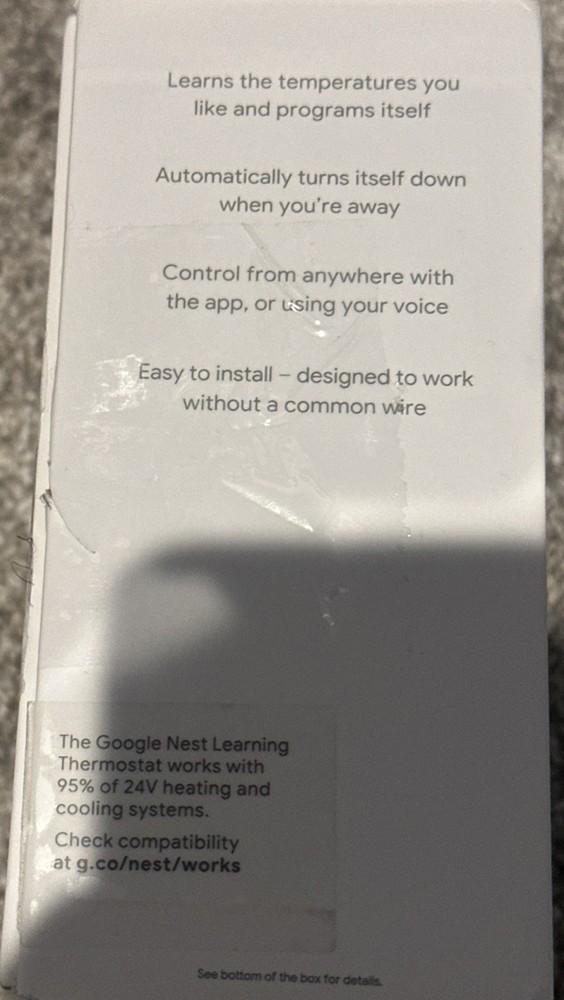 Learns the temperatures you
like and programs itself
Automatically turns itself down
when you're away
Control from anywhere with
the app, or using your voice
Easy to install – designed to work
without a common wire
The Google Nest Learning
Thermostat works with
95% of 24V heating and
cooling systems.
Check compatibility
at g.co/nest/works
See bottom of the box for details.